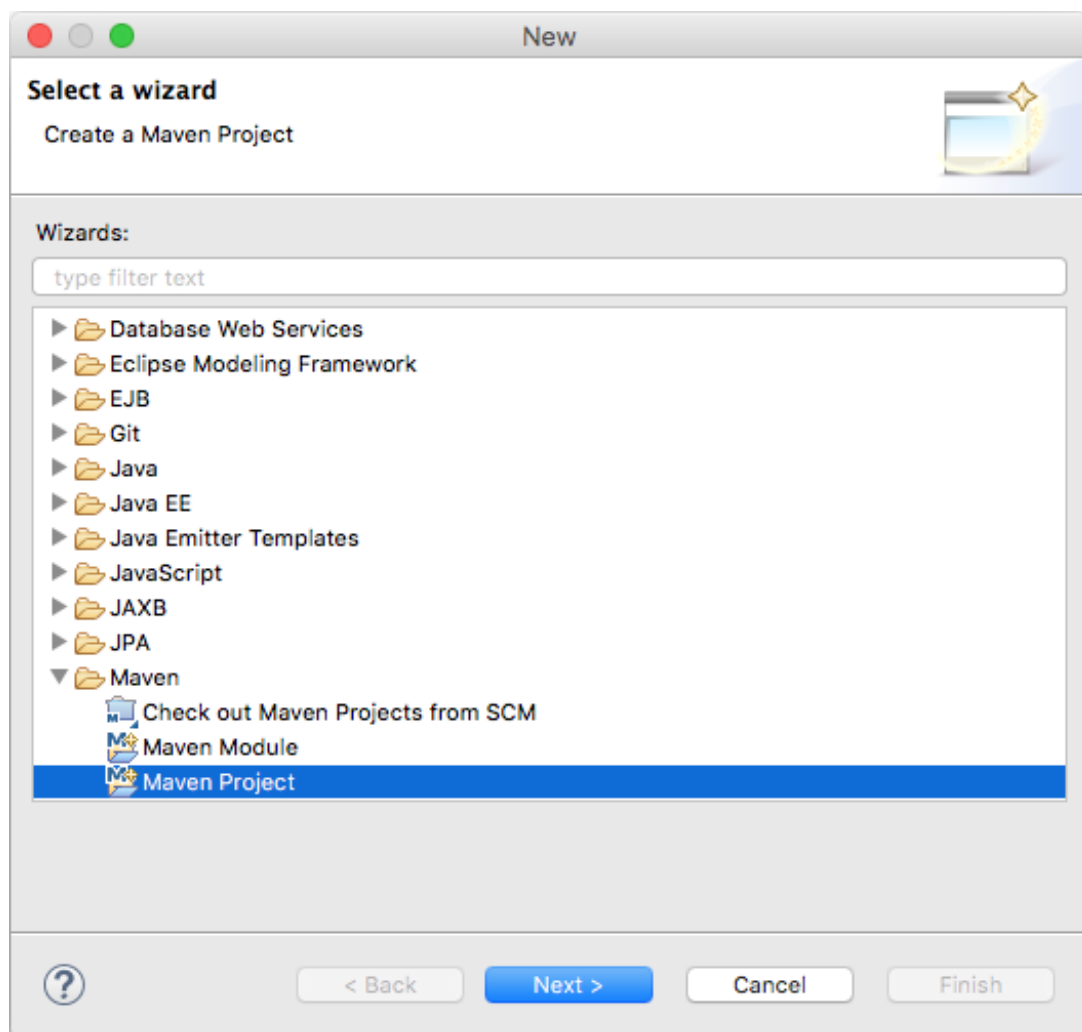 New
Select a wizard
Create a Maven Project
Wizards:
type filter text
Database Web Services
Eclipse Modeling Framework
EJB
Git
Java
Java EE
Java Emitter Templates
JavaScript
JAXB
JPA
Maven
Check out Maven Projects from SCM
Maven Module
Maven Project
? < Back Next > Cancel Finish